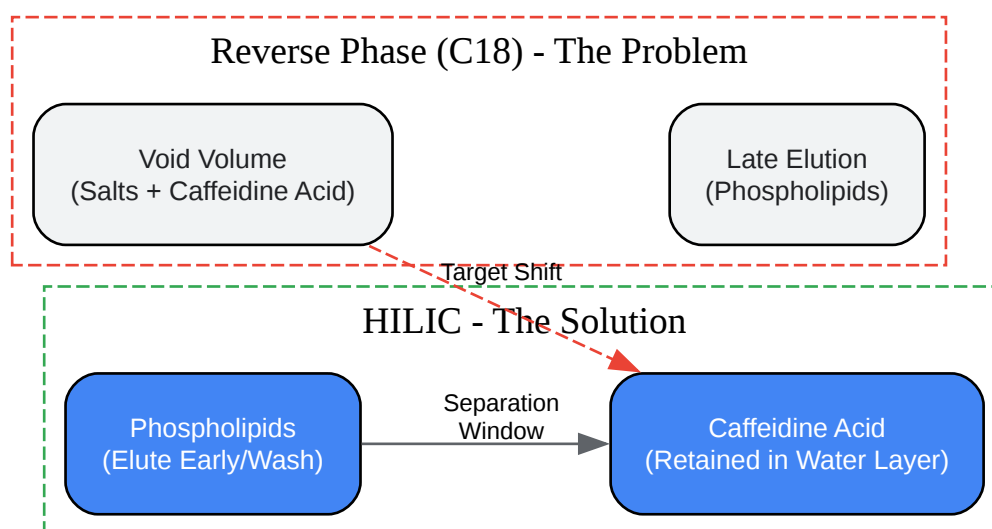 Reverse Phase (C18) - The Problem
Void Volume
(Salts + Caffeidine Acid)
Late Elution
(Phospholipids)
Target Shift
HILIC - The Solution
Phospholipids
(Elute Early/Wash)
Separation
Window
Caffeidine Acid
(Retained in Water Layer)